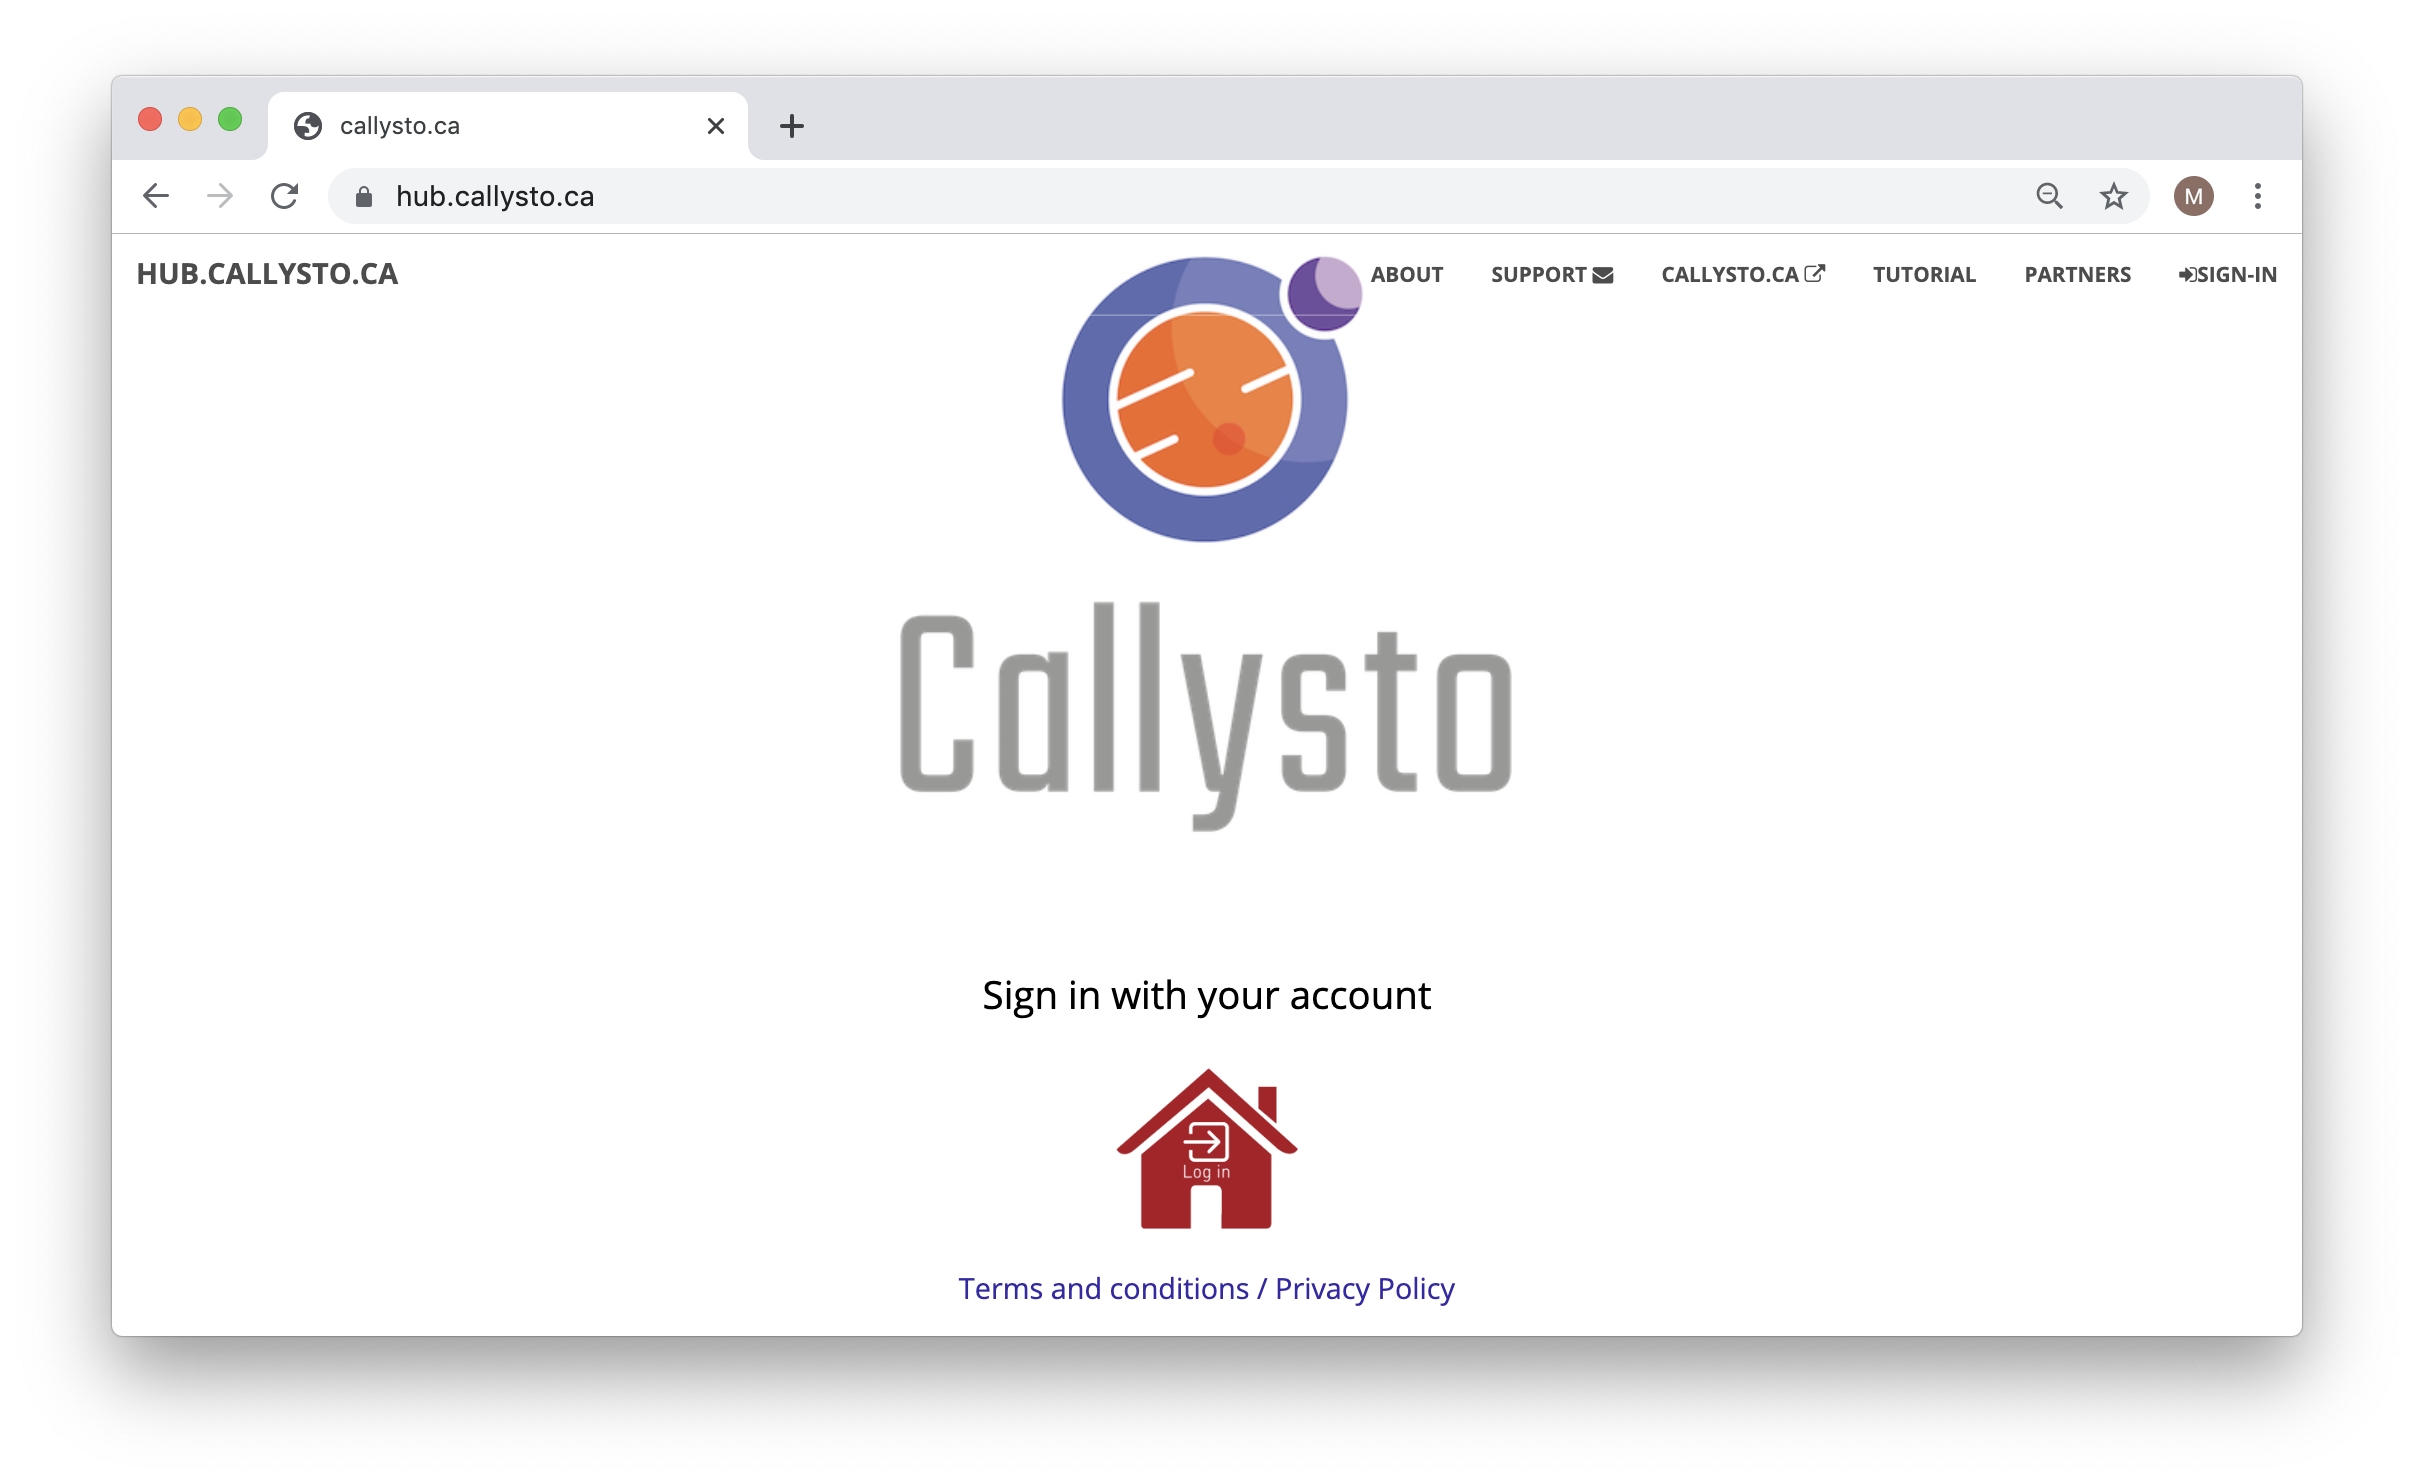 callysto.ca
hub.callysto.ca
M
HUB.CALLYSTO.CA
ABOUT SUPPORT CALLYSTO.CA TUTORIAL PARTNERS SIGN-IN
Callysto
Sign in with your account
Log in
Terms and conditions / Privacy Policy